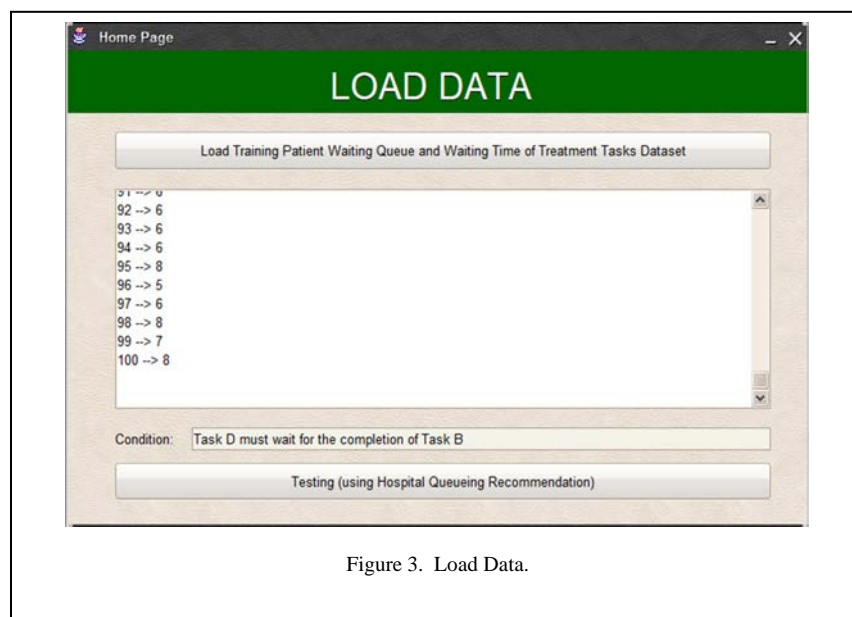 Home Page
LOAD DATA
Load Training Patient Waiting Queue and Waiting Time of Treatment Tasks Dataset
92 --> 6
93 --> 6
94 --> 6
95 --> 8
96 --> 5
97 --> 6
98 --> 8
99 --> 7
100 --> 8
Condition: Task D must wait for the completion of Task B
Testing (using Hospital Queueing Recommendation)
Figure 3. Load Data.